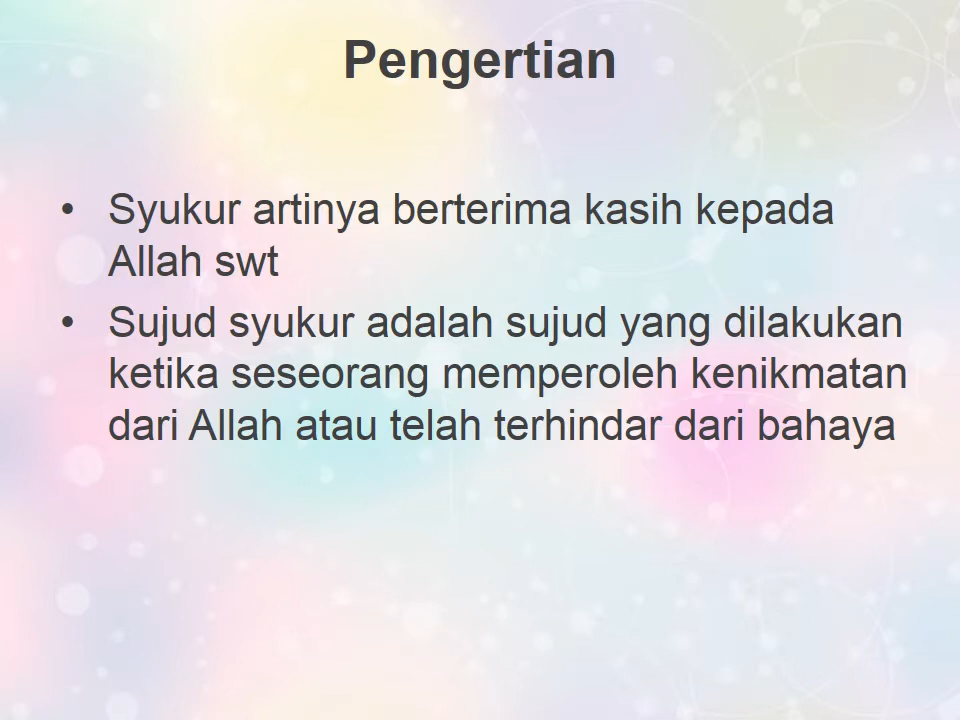 Pengertian
• Syukur artinya berterima kasih kepada
Allah swt
• Sujud syukur adalah sujud yang dilakukan
ketika seseorang memperoleh kenikmatan
dari Allah atau telah terhindar dari bahaya